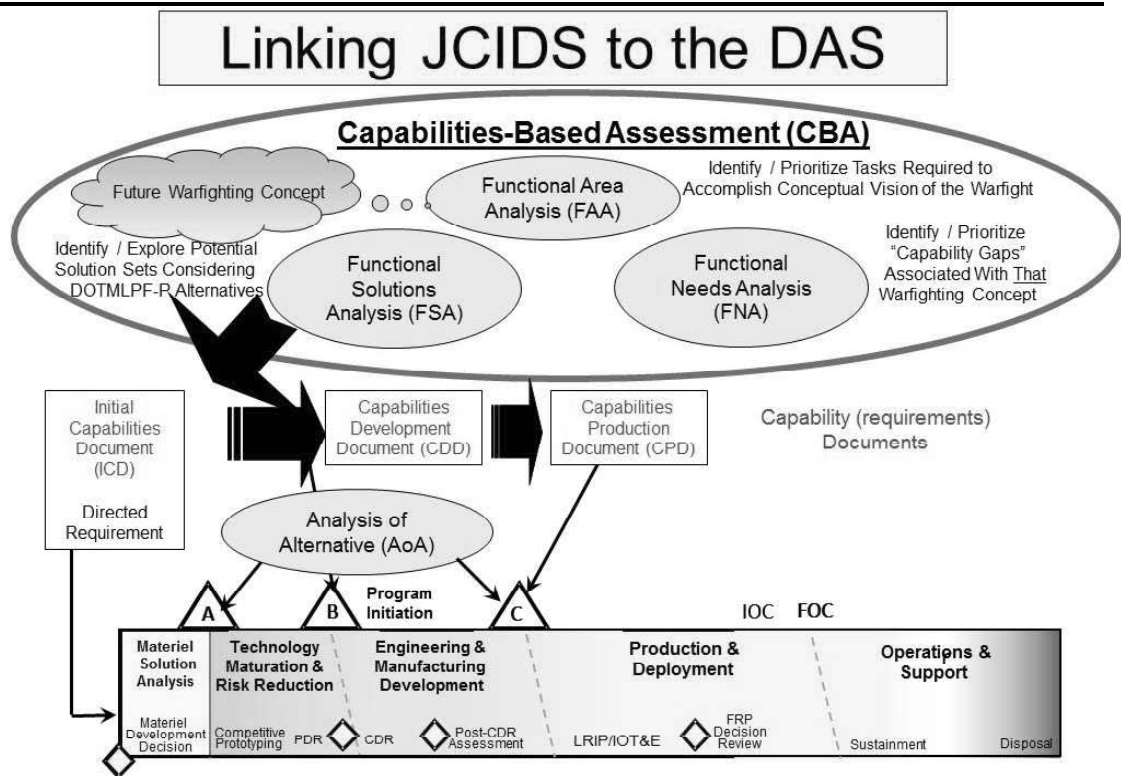 Linking JCIDS to the DAS
Capabilities-Based Assessment (CBA)
Future Warfighting Concept
Functional Area
Analysis (FAA)
Identify / Prioritize Tasks Required to
Accomplish Conceptual Vision of the Warfight
Identify / Explore Potential
Solution Sets Considering
DOTMLPF-P Alternatives
Functional
Solutions
Analysis (FSA)
Functional
Needs Analysis
(FNA)
Identify / Prioritize
“Capability Gaps”
Associated With That
Warfighting Concept
Initial
Capabilities
Document
(ICD)
Directed
Requirement
Capabilities
Development
Document (CDD)
Capabilities
Production
Document (CPD)
Capability (requirements)
Documents
Analysis of
Alternative (AoA)
A
B
Program
Initiation
C
IOC
FOC
Materiel
Solution
Analysis
Technology
Maturation &
Risk Reduction
Engineering &
Manufacturing
Development
Production &
Deployment
Operations &
Support
Materiel
Development
Decision
Competitive
Prototyping
PDR
CDR
Post-CDR
Assessment
LRIP/IOT&E
FRP
Decision
Review
Sustainment
Disposal